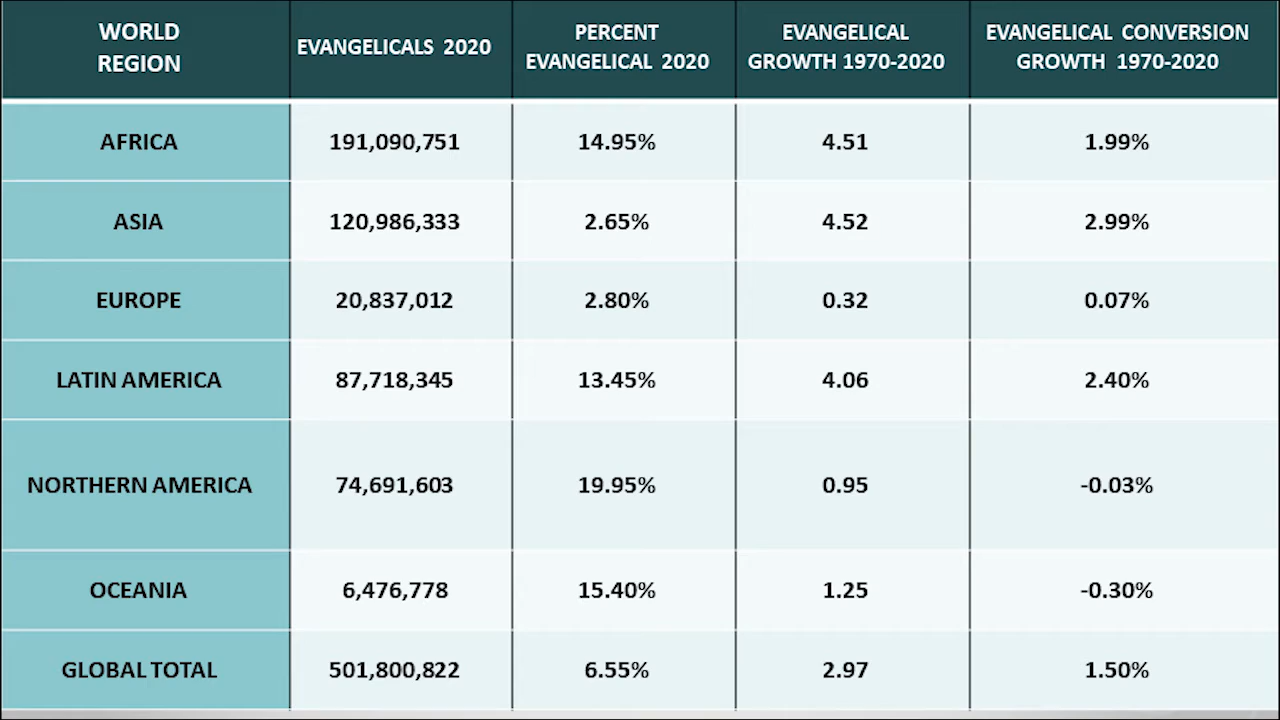 WORLD REGION | EVANGELICALS 2020 | PERCENT EVANGELICAL 2020 | EVANGELICAL GROWTH 1970-2020 | EVANGELICAL CONVERSION GROWTH 1970-2020
AFRICA | 191,090,751 | 14.95% | 4.51 | 1.99%
ASIA | 120,986,333 | 2.65% | 4.52 | 2.99%
EUROPE | 20,837,012 | 2.80% | 0.32 | 0.07%
LATIN AMERICA | 87,718,345 | 13.45% | 4.06 | 2.40%
NORTHERN AMERICA | 74,691,603 | 19.95% | 0.95 | -0.03%
OCEANIA | 6,476,778 | 15.40% | 1.25 | -0.30%
GLOBAL TOTAL | 501,800,822 | 6.55% | 2.97 | 1.50%